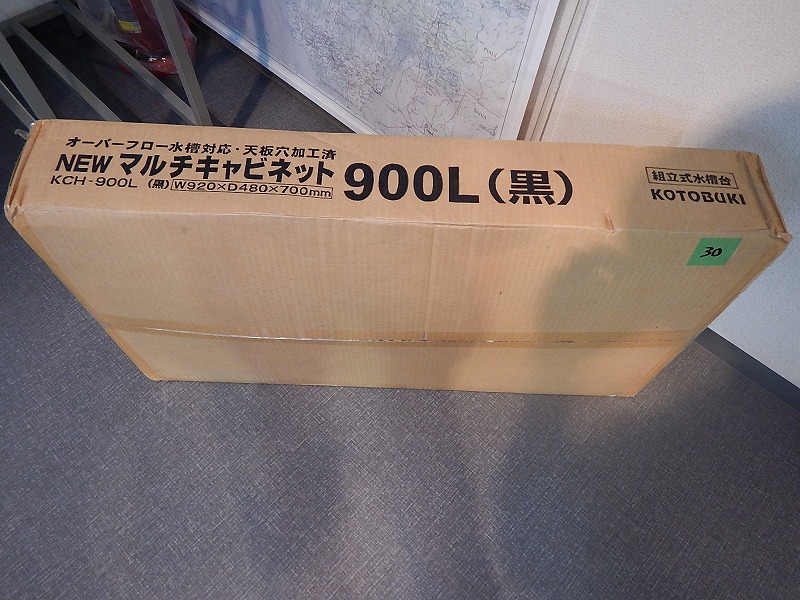 オーバーフロー水槽対応・天板穴加工済
NEW マルチキャビネット 900L(黒)
KCH-900L (黒) W920×D480×700mm
組立式水槽台
KOTOBUKI
30